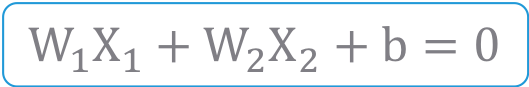 W₁X₁ + W₂X₂ + b = 0